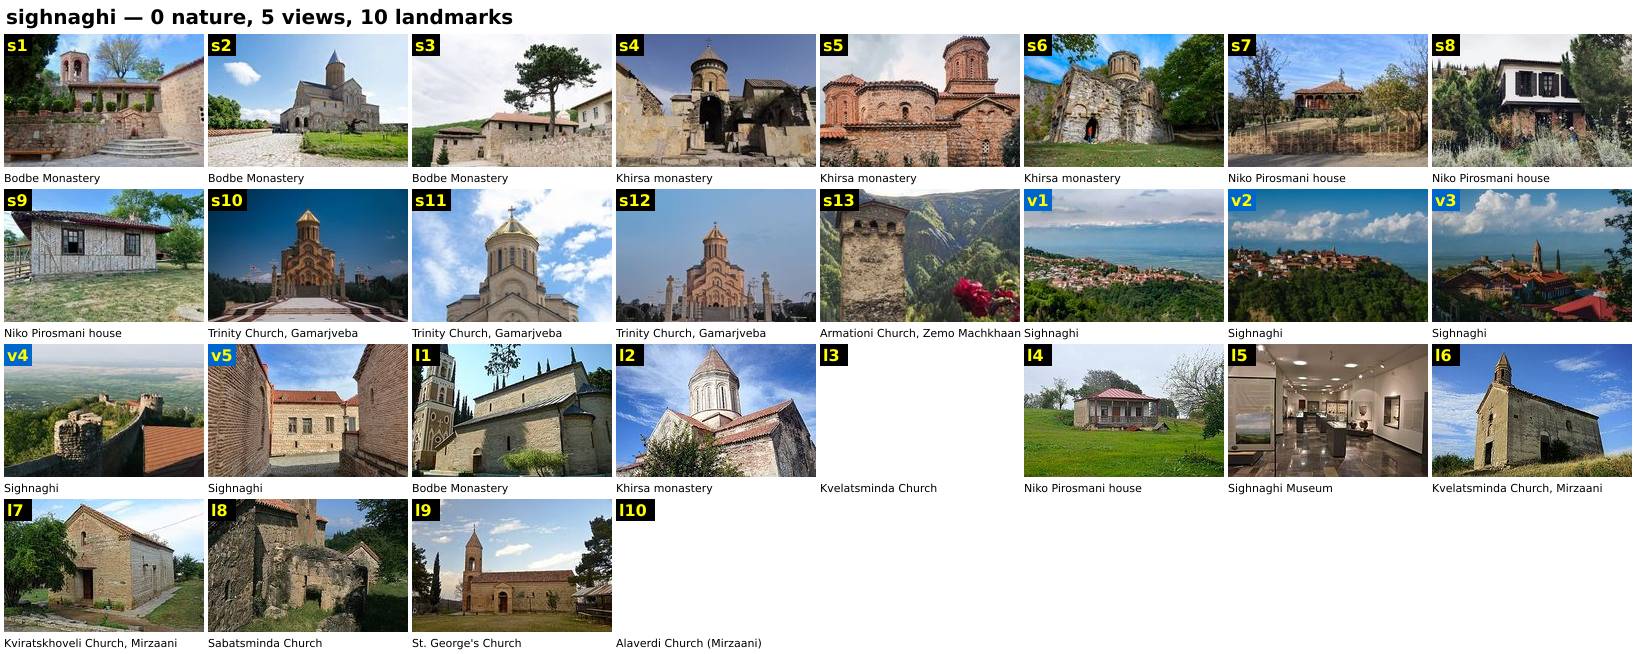 sighnaghi — 0 nature, 5 views, 10 landmarks
s1 s2 s3 s4 s5 s6 s7 s8
Bodbe Monastery Bodbe Monastery Bodbe Monastery Khirsa monastery Khirsa monastery Khirsa monastery Niko Pirosmani house Niko Pirosmani house
s9 s10 s11 s12 s13 v1 v2 v3
Niko Pirosmani house Trinity Church, Gamarjveba Trinity Church, Gamarjveba Trinity Church, Gamarjveba Armationi Church, Zemo Machkhaan Sighnaghi Sighnaghi Sighnaghi
v4 v5 l1 l2 l3 l4 l5 l6
Sighnaghi Sighnaghi Bodbe Monastery Khirsa monastery Kvelatsminda Church Niko Pirosmani house Sighnaghi Museum Kvelatsminda Church, Mirzaani
l7 l8 l9 l10
Kviratskhoveli Church, Mirzaani Sabatsminda Church St. George's Church Alaverdi Church (Mirzaani)